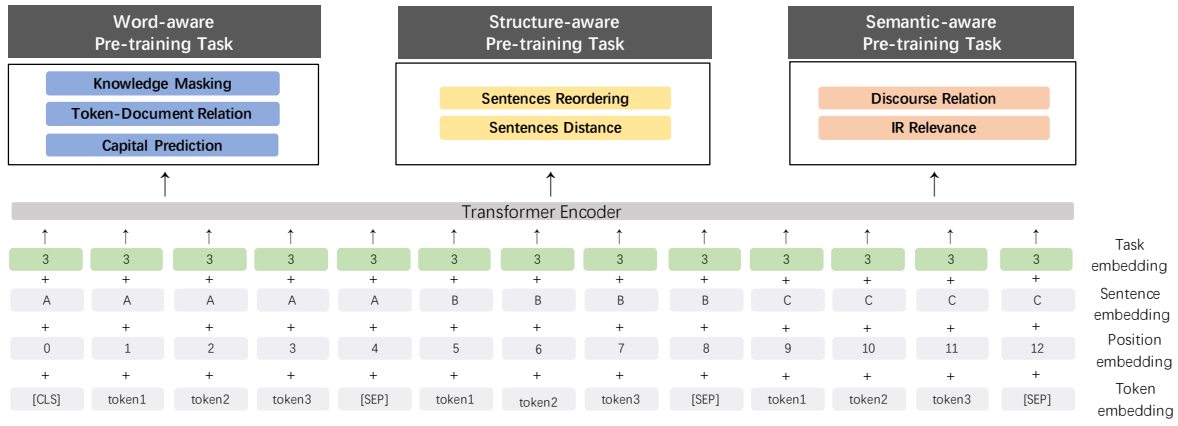 Word-aware
Pre-training Task
Structure-aware
Pre-training Task
Semantic-aware
Pre-training Task
Knowledge Masking
Token-Document Relation
Capital Prediction
Sentences Reordering
Sentences Distance
Discourse Relation
IR Relevance
Transformer Encoder
3 3 3 3 3 3 3 3 3 3 3 3 3
Task
embedding
+ + + + + + + + + + + + +
A A A A A B B B B C C C C
Sentence
embedding
+ + + + + + + + + + + + +
0 1 2 3 4 5 6 7 8 9 10 11 12
Position
embedding
+ + + + + + + + + + + + +
[CLS] token1 token2 token3 [SEP] token1 token2 token3 [SEP] token1 token2 token3 [SEP]
Token
embedding